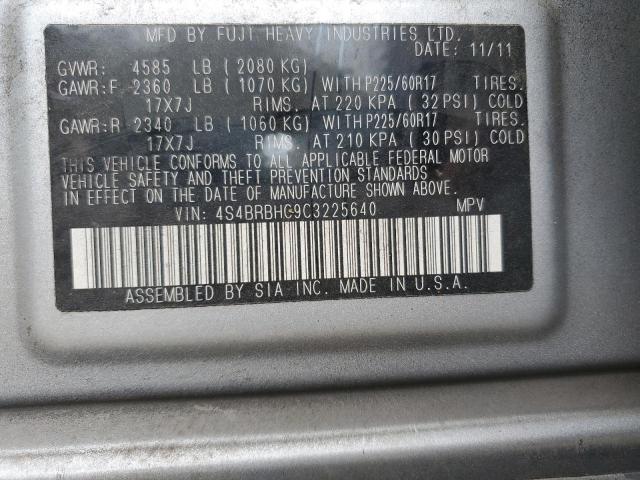 MFD BY FUJI HEAVY INDUSTRIES LTD.
DATE: 11/11
GVWR: 4585 LB ( 2080 KG)
GAWR:F 2360 LB ( 1070 KG) WITH P225/60R17 TIRES.
17X7J RIMS. AT 220 KPA ( 32 PSI) COLD
GAWR:R 2340 LB ( 1060 KG) WITH P225/60R17 TIRES.
17X7J RIMS. AT 210 KPA ( 30 PSI) COLD
THIS VEHICLE CONFORMS TO ALL APPLICABLE FEDERAL MOTOR
VEHICLE SAFETY AND THEFT PREVENTION STANDARDS
IN EFFECT ON THE DATE OF MANUFACTURE SHOWN ABOVE.
VIN: 4S4BRBHC9C3225640 MPV
ASSEMBLED BY SIA INC. MADE IN U.S.A.